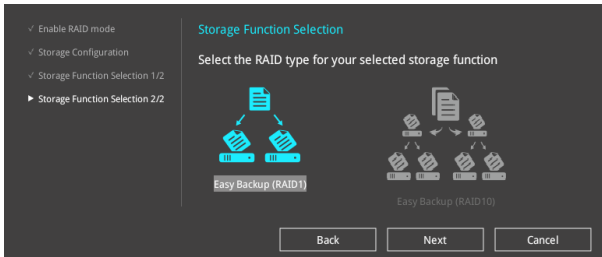 ✓ Enable RAID mode
✓ Storage Configuration
✓ Storage Function Selection 1/2
▶ Storage Function Selection 2/2
Storage Function Selection
Select the RAID type for your selected storage function
Easy Backup (RAID1)
Easy Backup (RAID10)
Back
Next
Cancel